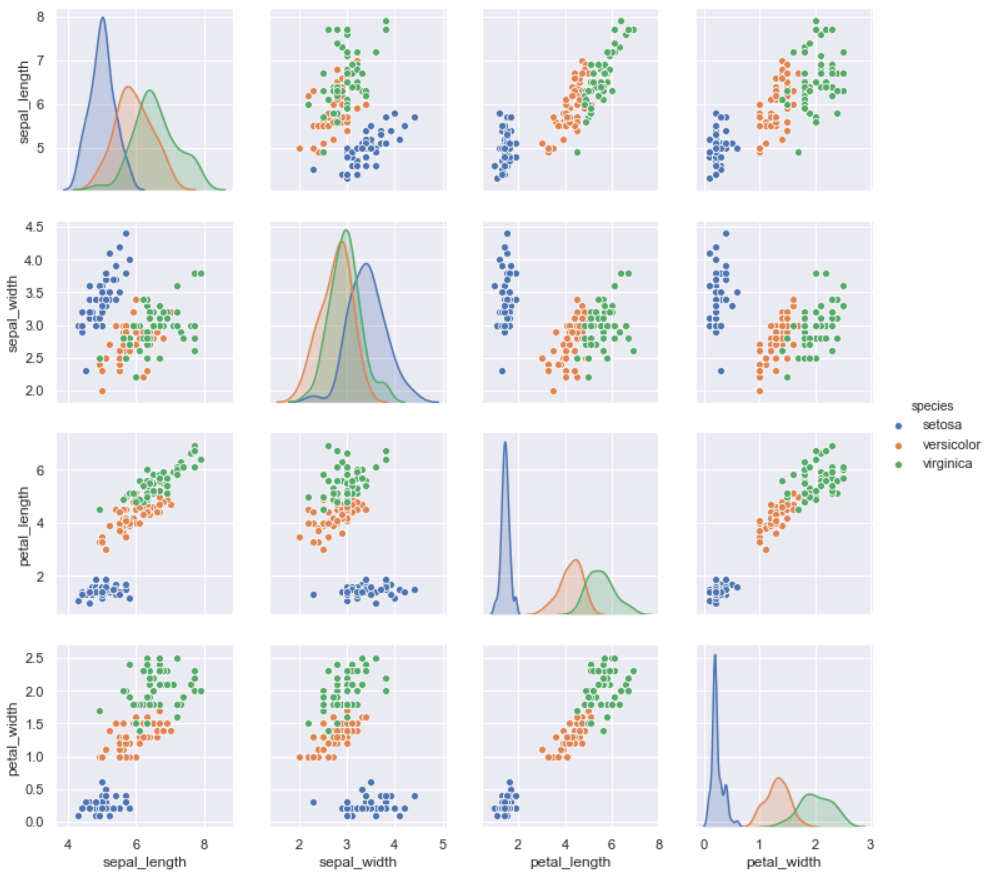 8
7
6
5
sepal_length
4.5
4.0
3.5
3.0
2.5
2.0
sepal_width
species
setosa
versicolor
virginica
6
4
2
petal_length
2.5
2.0
1.5
1.0
0.5
0.0
petal_width
4 6 8
sepal_length
2 3 4 5
sepal_width
2 4 6 8
petal_length
0 1 2 3
petal_width